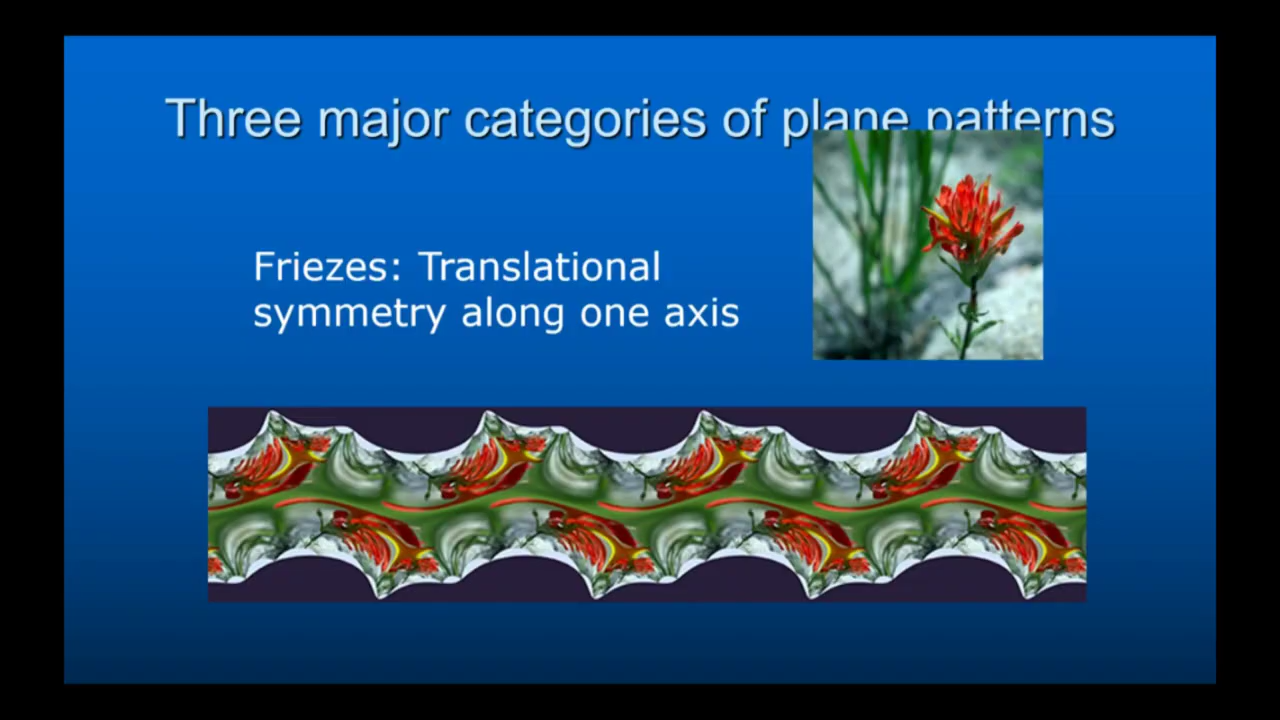 Three major categories of plane patterns
Friezes: Translational
symmetry along one axis